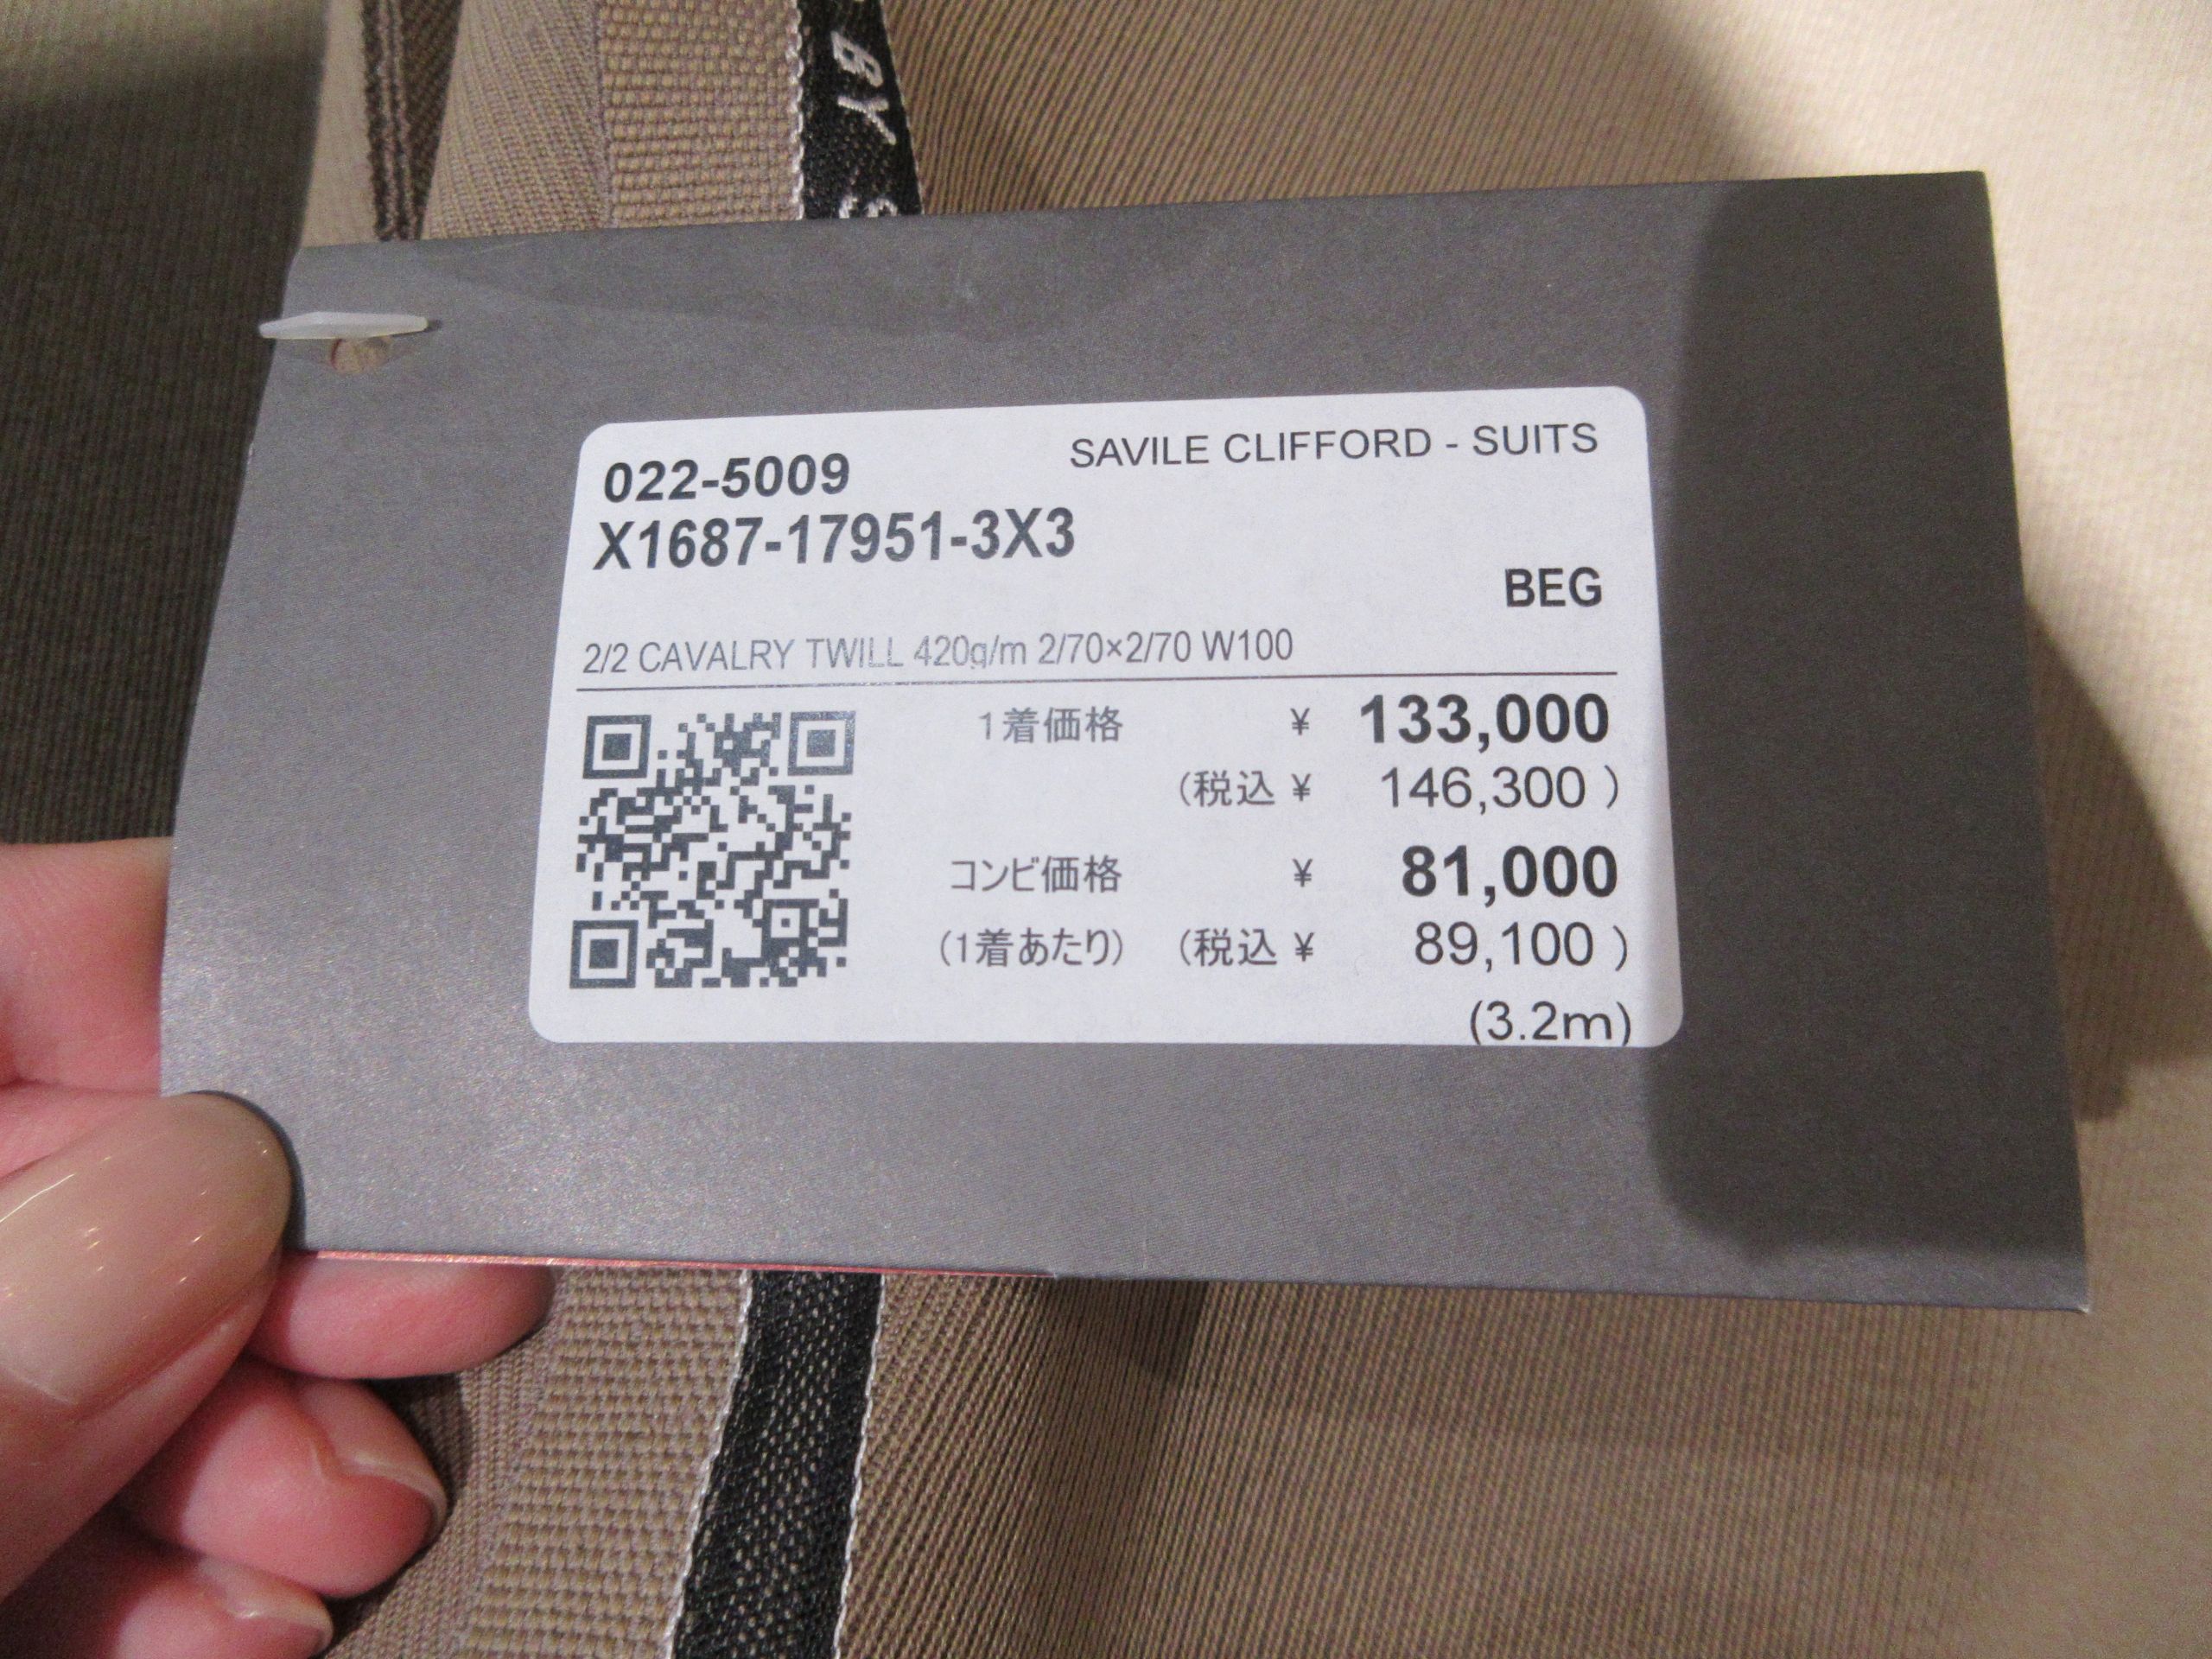 BY S
022-5009
SAVILE CLIFFORD - SUITS
X1687-17951-3X3
BEG
2/2 CAVALRY TWILL 420g/m 2/70×2/70 W100
1着価格 ¥ 133,000
(税込 ¥ 146,300 )
コンビ価格 ¥ 81,000
(1着あたり) (税込 ¥ 89,100 )
(3.2m)